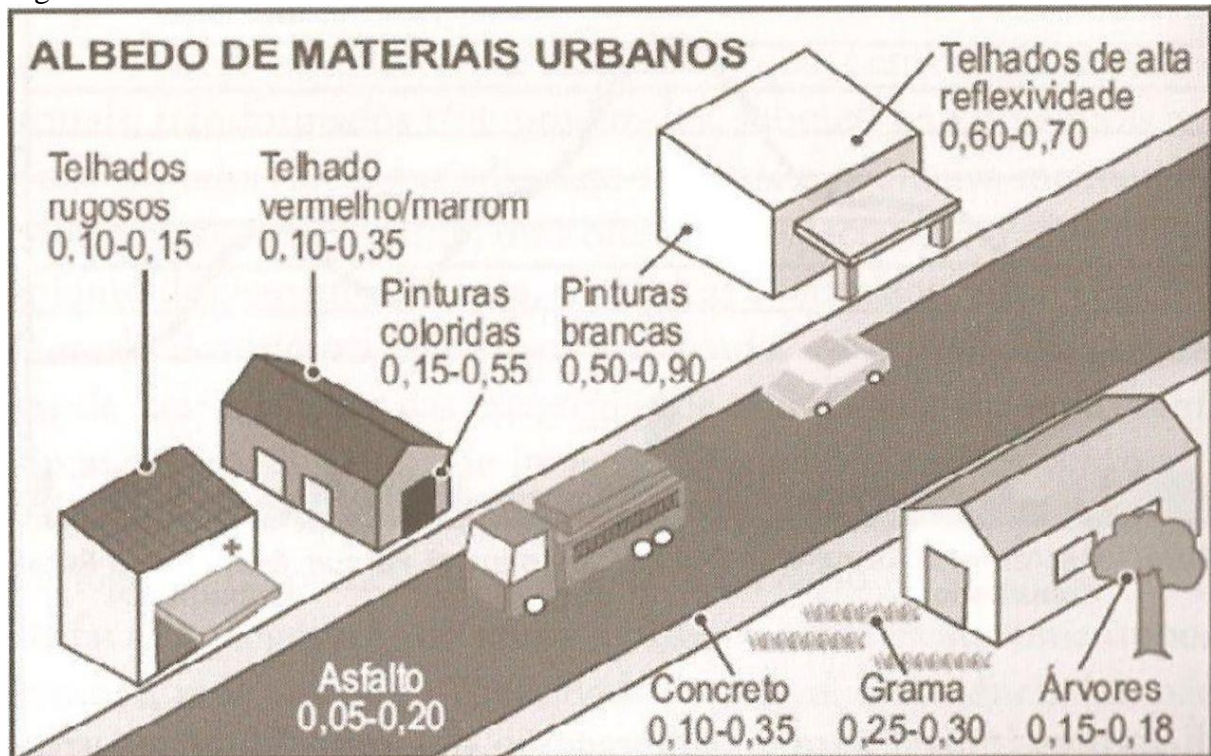 ALBEDO DE MATERIAIS URBANOS
Telhados de alta
reflexividade
0,60-0,70
Telhados
rugosos
0,10-0,15
Telhado
vermelho/marrom
0,10-0,35
Pinturas
coloridas
0,15-0,55
Pinturas
brancas
0,50-0,90
Asfalto
0,05-0,20
Concreto
0,10-0,35
Grama
0,25-0,30
Árvores
0,15-0,18